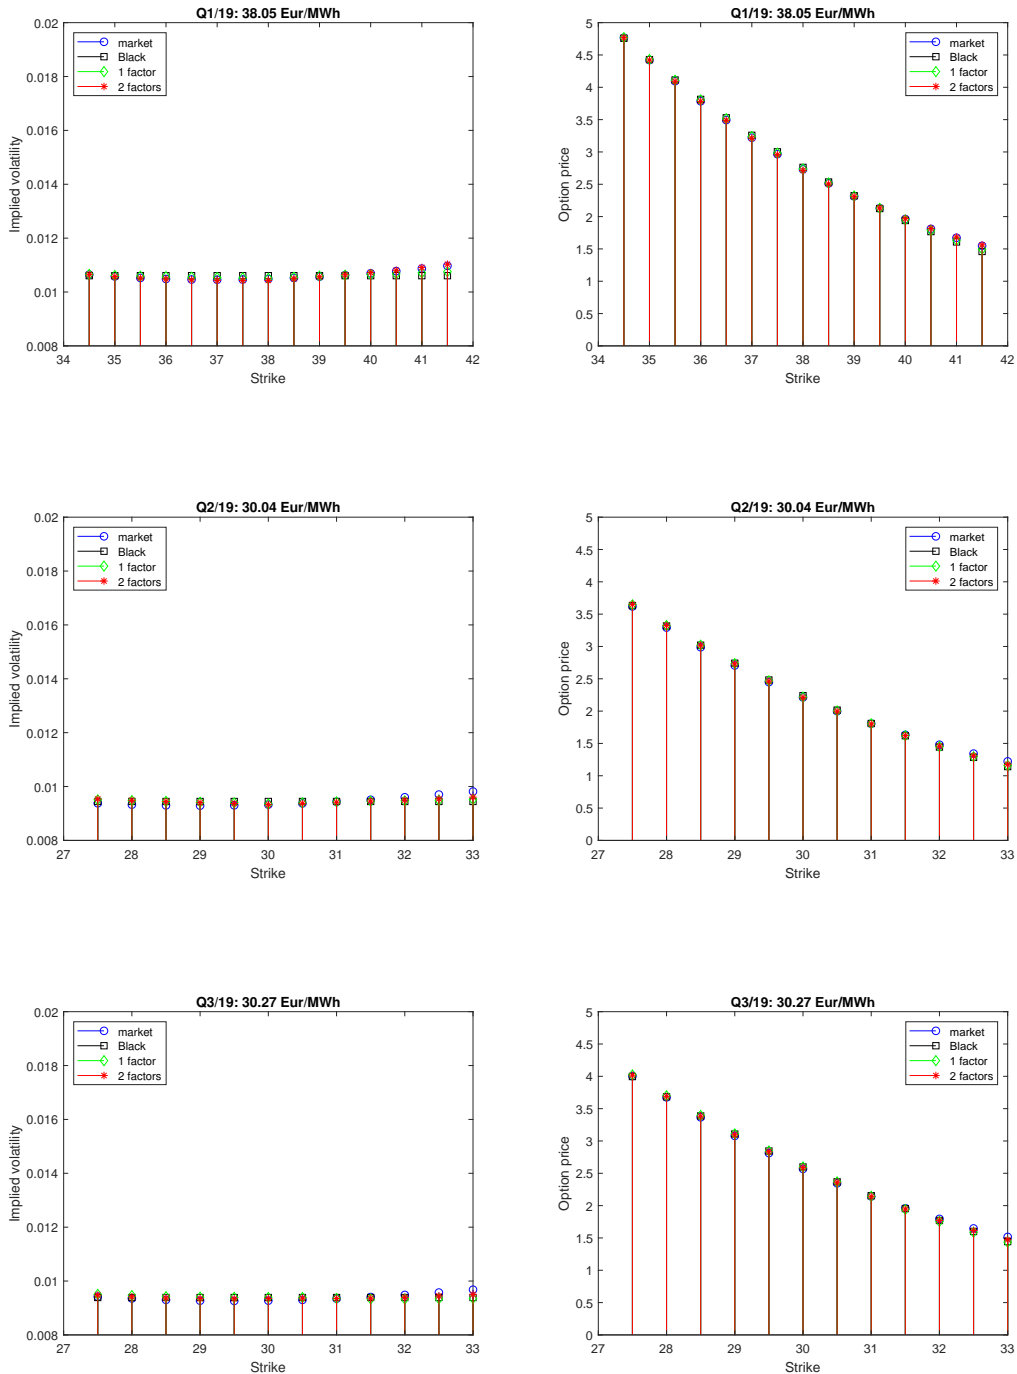 Q1/19: 38.05 Eur/MWh
0.02
0.018
0.016
0.014
0.012
0.01
0.008
Implied volatility
market
Black
1 factor
2 factors
34 35 36 37 38 39 40 41 42
Strike
Q1/19: 38.05 Eur/MWh
5
4.5
4
3.5
3
2.5
2
1.5
1
0.5
0
Option price
market
Black
1 factor
2 factors
34 35 36 37 38 39 40 41 42
Strike
Q2/19: 30.04 Eur/MWh
0.02
0.018
0.016
0.014
0.012
0.01
0.008
Implied volatility
market
Black
1 factor
2 factors
27 28 29 30 31 32 33
Strike
Q2/19: 30.04 Eur/MWh
5
4.5
4
3.5
3
2.5
2
1.5
1
0.5
0
Option price
market
Black
1 factor
2 factors
27 28 29 30 31 32 33
Strike
Q3/19: 30.27 Eur/MWh
0.02
0.018
0.016
0.014
0.012
0.01
0.008
Implied volatility
market
Black
1 factor
2 factors
27 28 29 30 31 32 33
Strike
Q3/19: 30.27 Eur/MWh
5
4.5
4
3.5
3
2.5
2
1.5
1
0.5
0
Option price
market
Black
1 factor
2 factors
27 28 29 30 31 32 33
Strike